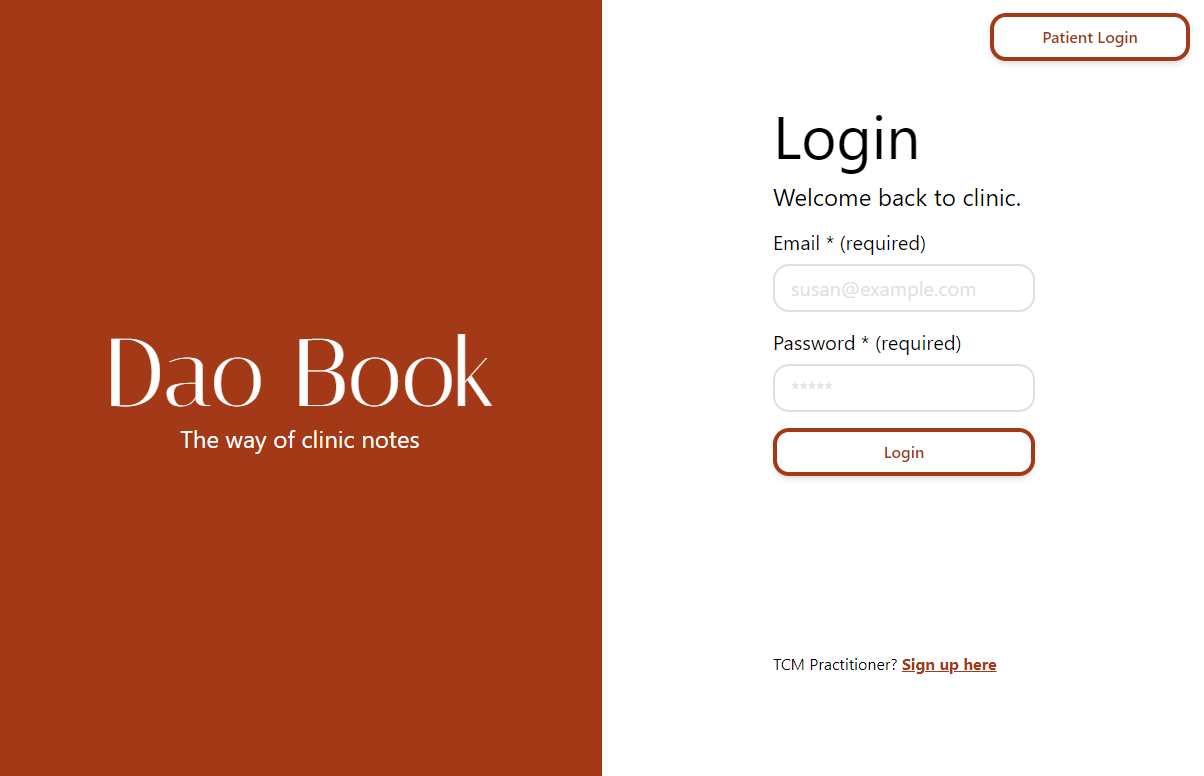 Dao Book
The way of clinic notes
Patient Login
Login
Welcome back to clinic.
Email * (required)
susan@example.com
Password * (required)
*****
Login
TCM Practitioner? Sign up here